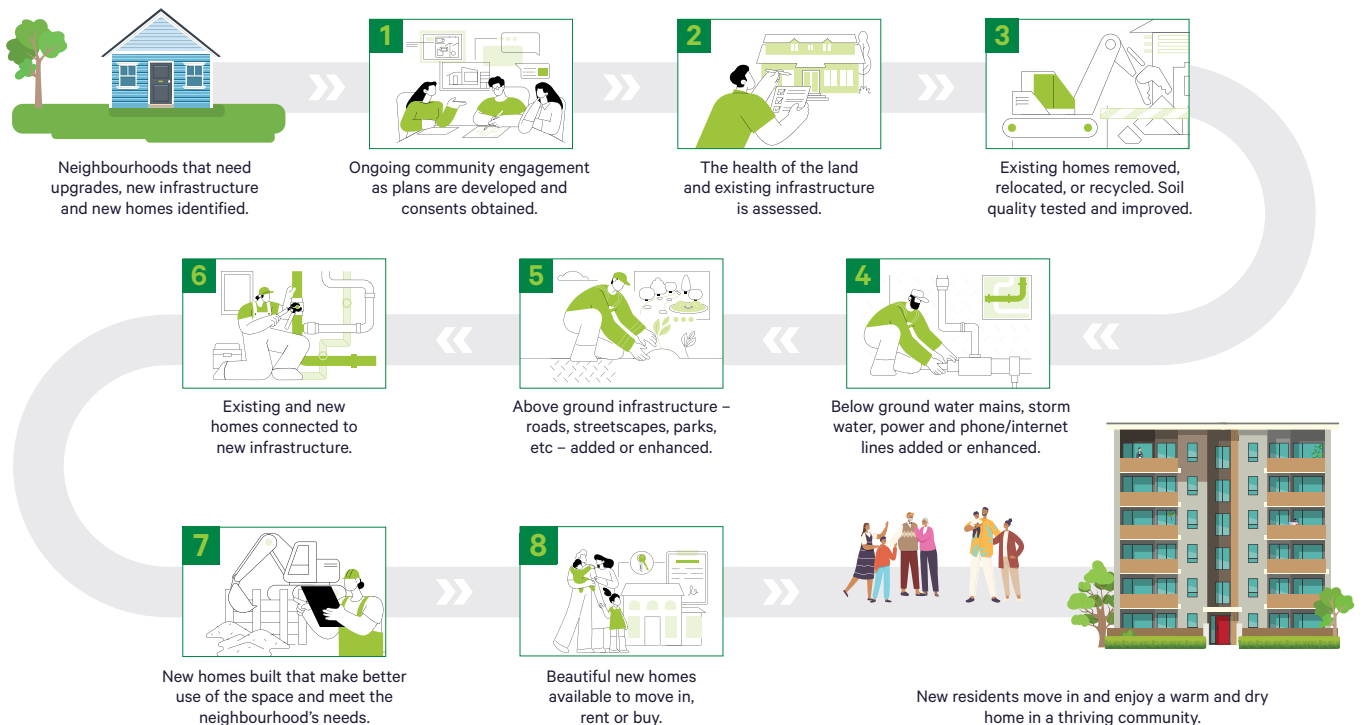 Neighbourhoods that need
upgrades, new infrastructure
and new homes identified.
1
Ongoing community engagement
as plans are developed and
consents obtained.
2
The health of the land
and existing infrastructure
is assessed.
3
Existing homes removed,
relocated, or recycled. Soil
quality tested and improved.
4
Below ground water mains, storm
water, power and phone/internet
lines added or enhanced.
5
Above ground infrastructure –
roads, streetscapes, parks,
etc – added or enhanced.
6
Existing and new
homes connected to
new infrastructure.
7
New homes built that make better
use of the space and meet the
neighbourhood's needs.
8
Beautiful new homes
available to move in,
rent or buy.
New residents move in and enjoy a warm and dry
home in a thriving community.